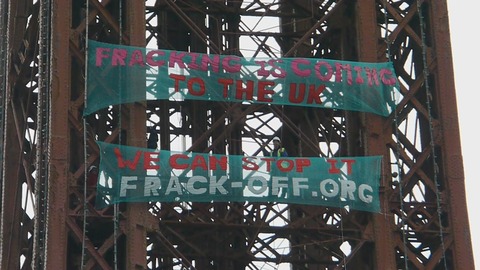 FRACKING IS COMING
TO THE UK
WE CAN STOP IT
FRACK-OFF.ORG